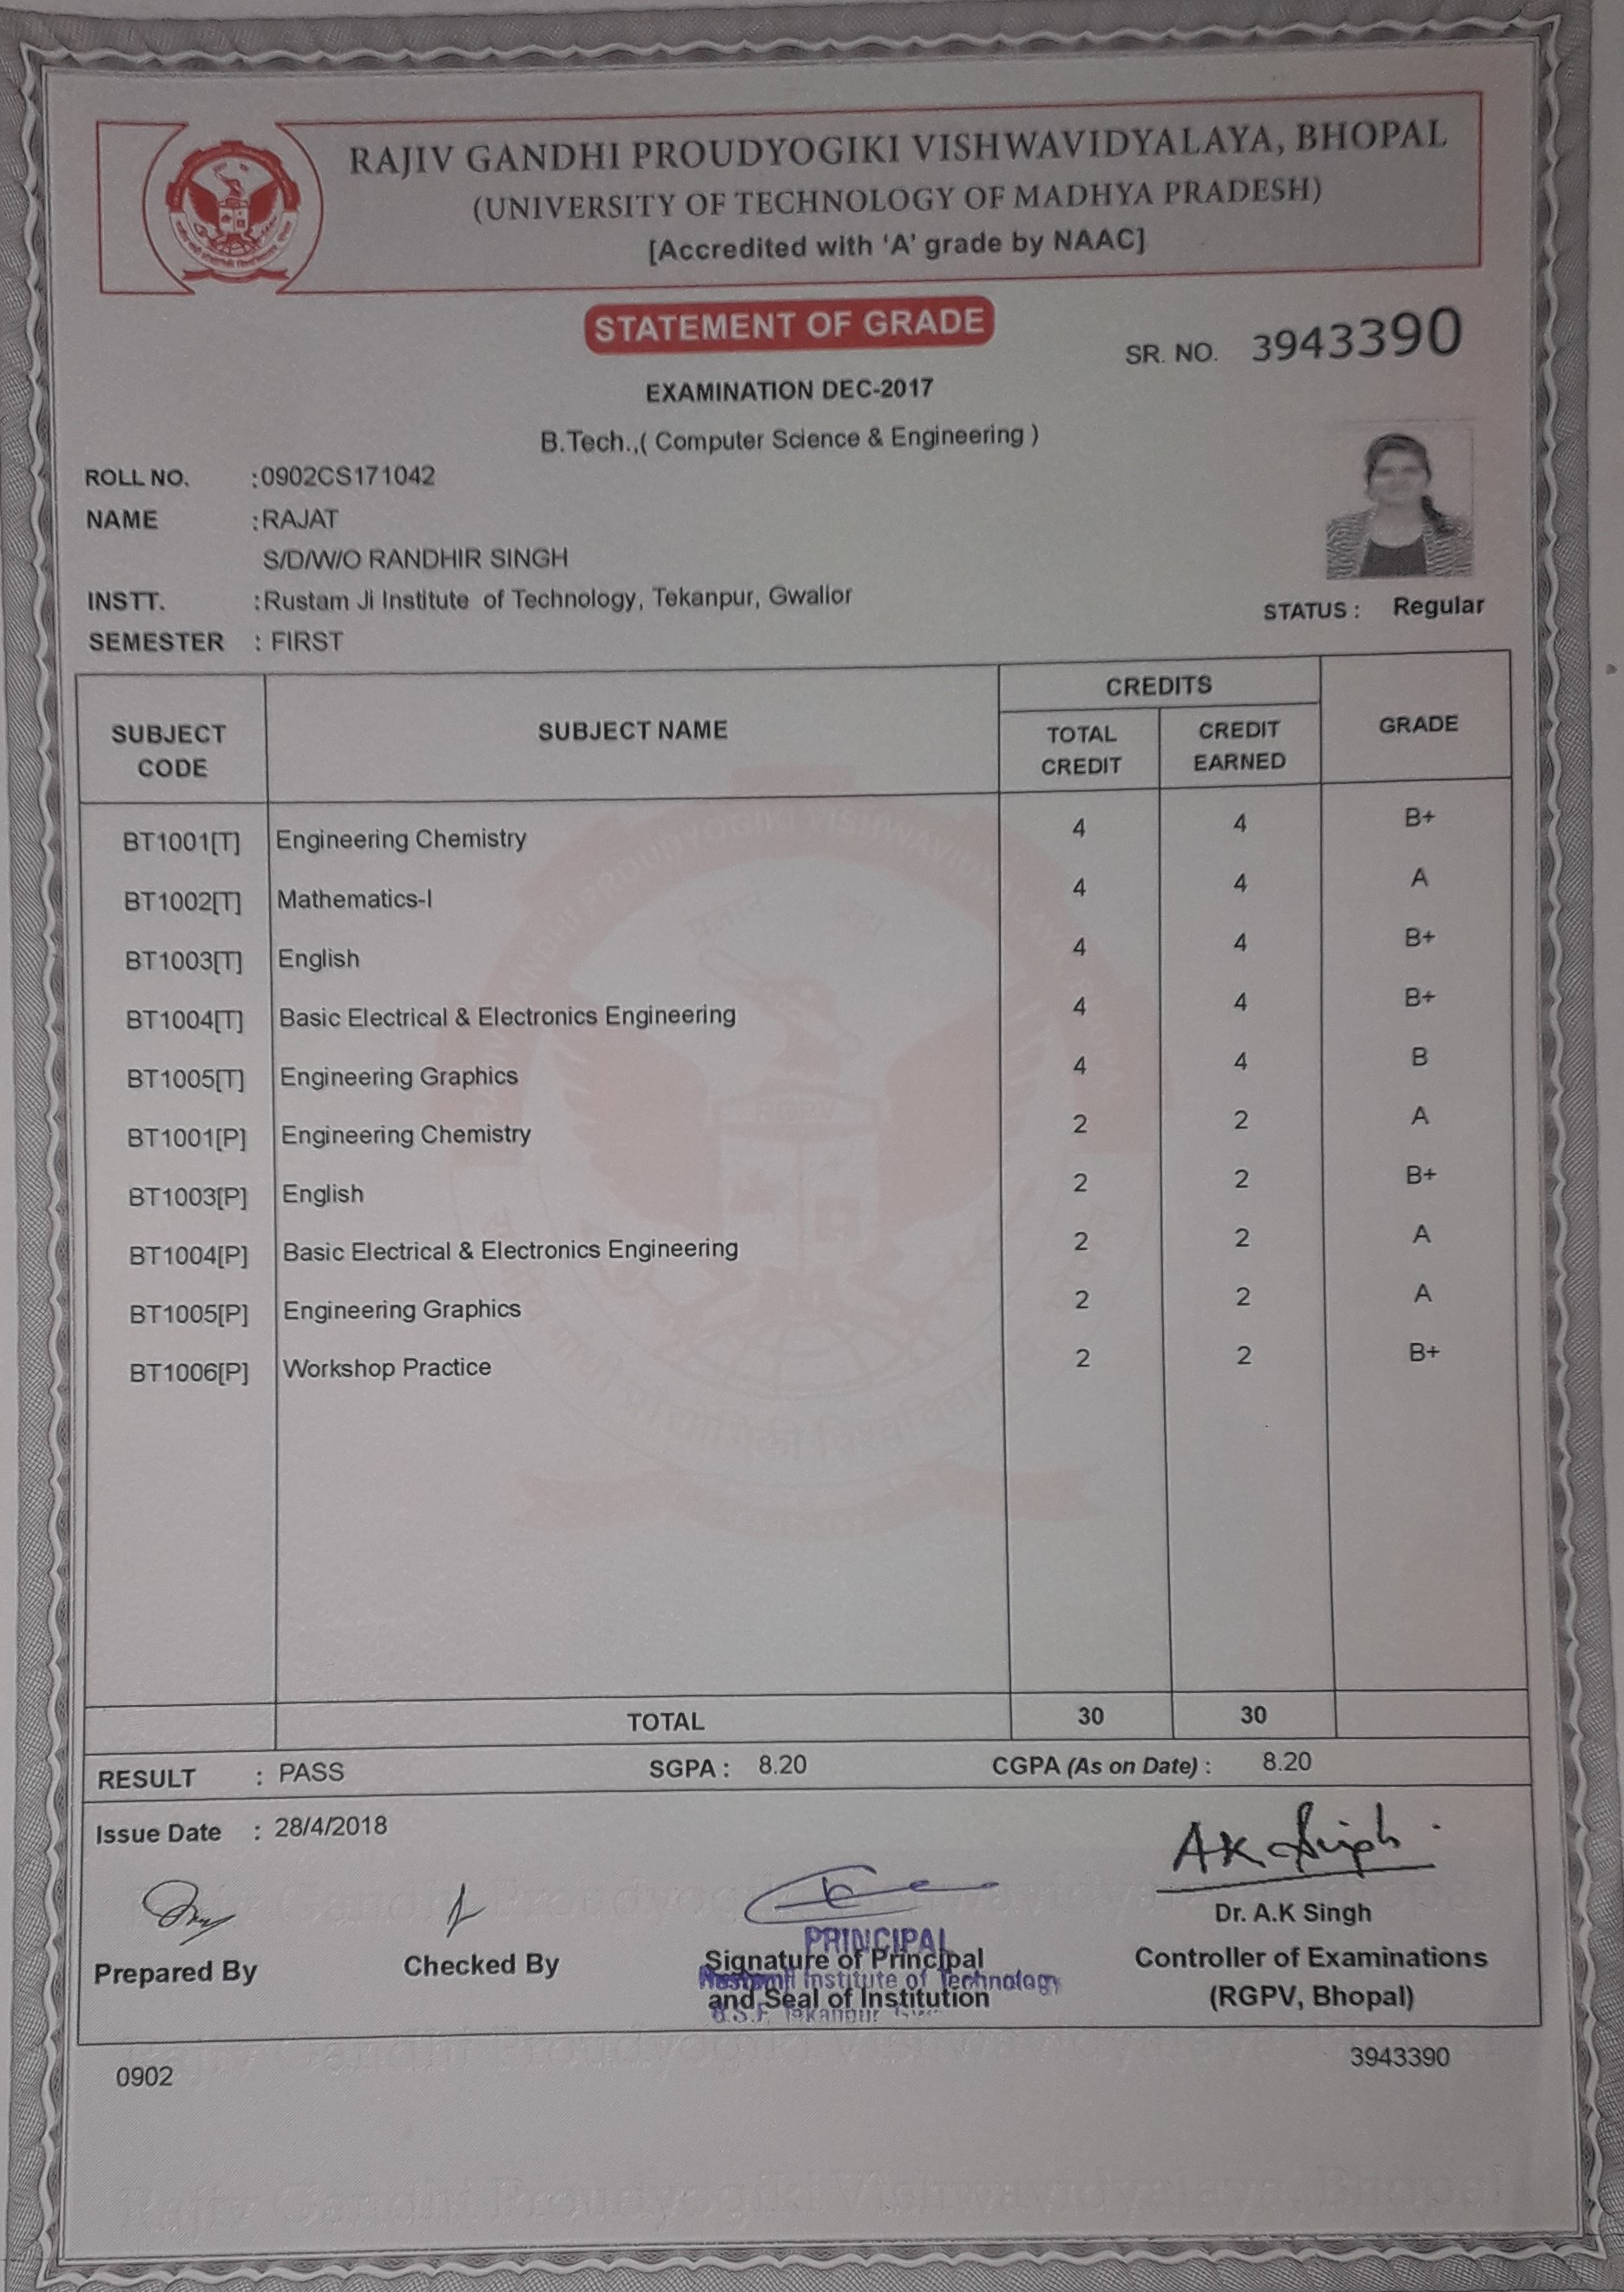 RAJIV GANDHI PROUDYOGIKI VISHWAVIDYALAYA, BHOPAL
(UNIVERSITY OF TECHNOLOGY OF MADHYA PRADESH)
[Accredited with ‘A’ grade by NAAC]
STATEMENT OF GRADE
SR. NO. 3943390
EXAMINATION DEC-2017
B.Tech.,( Computer Science & Engineering )
ROLL NO. :0902CS171042
NAME :RAJAT
S/D/W/O RANDHIR SINGH
INSTT. :Rustam Ji Institute of Technology, Tekanpur, Gwalior
STATUS : Regular
SEMESTER : FIRST
SUBJECT CODE SUBJECT NAME CREDITS TOTAL CREDIT CREDIT EARNED GRADE
BT1001[T] Engineering Chemistry 4 4 B+
BT1002[T] Mathematics-I 4 4 A
BT1003[T] English 4 4 B+
BT1004[T] Basic Electrical & Electronics Engineering 4 4 B+
BT1005[T] Engineering Graphics 4 4 B
BT1001[P] Engineering Chemistry 2 2 A
BT1003[P] English 2 2 B+
BT1004[P] Basic Electrical & Electronics Engineering 2 2 A
BT1005[P] Engineering Graphics 2 2 A
BT1006[P] Workshop Practice 2 2 B+
TOTAL 30 30
RESULT : PASS SGPA : 8.20 CGPA (As on Date) : 8.20
Issue Date : 28/4/2018
AK Singh
Dr. A.K Singh
PRINCIPAL
Prepared By Checked By Signature of Principal Controller of Examinations
Institute of Technology
and Seal of Institution (RGPV, Bhopal)
0902 3943390